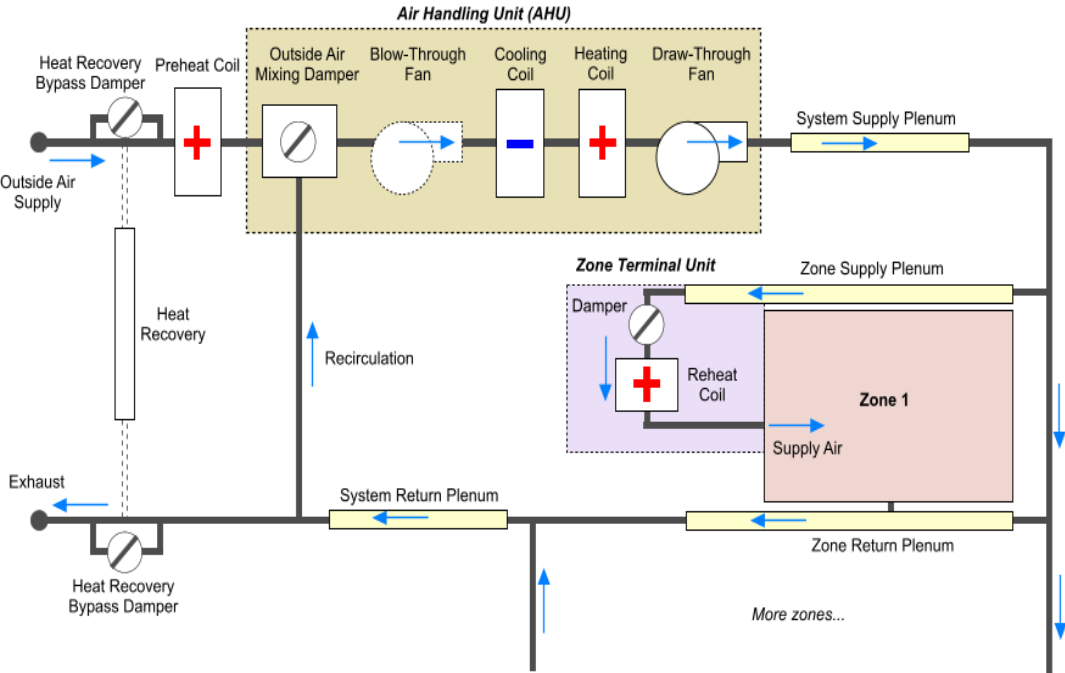 Air Handling Unit (AHU)
Heat Recovery
Bypass Damper
Preheat Coil
Outside Air
Mixing Damper
Blow-Through
Fan
Cooling
Coil
Heating
Coil
Draw-Through
Fan
System Supply Plenum
Outside Air
Supply
Zone Terminal Unit
Zone Supply Plenum
Damper
Heat
Recovery
Recirculation
Reheat
Coil
Zone 1
Supply Air
Exhaust
System Return Plenum
Zone Return Plenum
Heat Recovery
Bypass Damper
More zones...